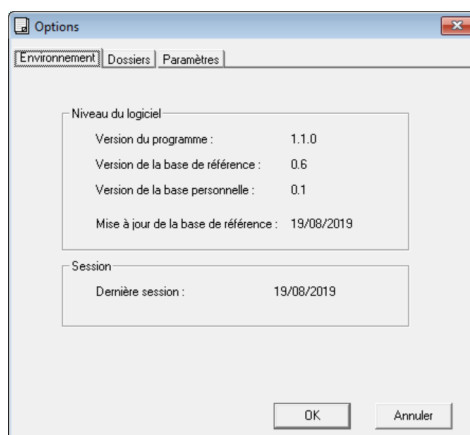 Options
Environnement Dossiers Paramètres
Niveau du logiciel
Version du programme : 1.1.0
Version de la base de référence : 0.6
Version de la base personnelle : 0.1
Mise à jour de la base de référence : 19/08/2019
Session
Dernière session : 19/08/2019
OK Annuler